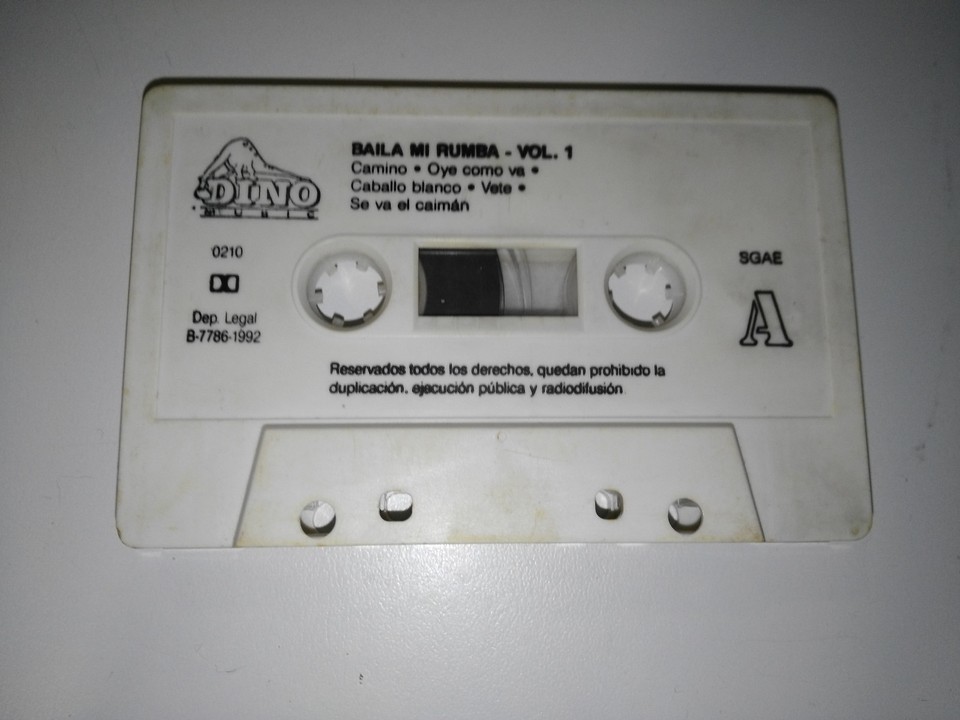 BAILA MI RUMBA - VOL. 1
Camino • Oye como va •
Caballo blanco • Vete •
Se va el caimán
DINO
MUSIC
0210
Dep. Legal
B-7786-1992
SGAE
A
Reservados todos los derechos, quedan prohibido la
duplicación, ejecución pública y radiodifusión